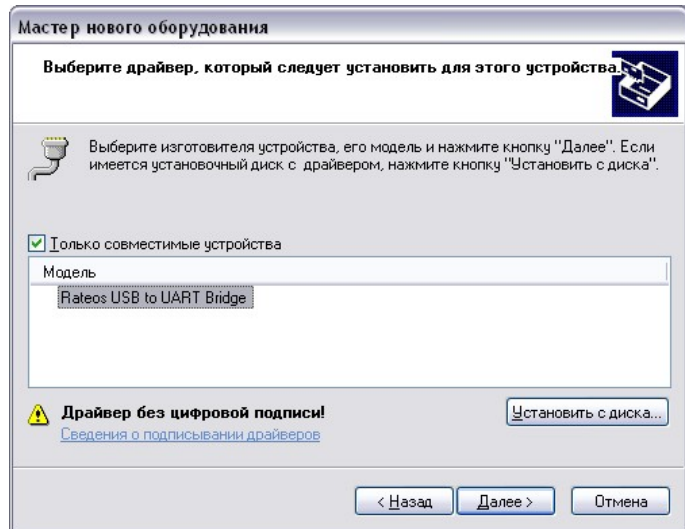 Мастер нового оборудования
Выберите драйвер, который следует установить для этого устройства.
Выберите изготовителя устройства, его модель и нажмите кнопку "Далее". Если
имеется установочный диск с драйвером, нажмите кнопку "Установить с диска".
Только совместимые устройства
Модель
Rateos USB to UART Bridge
Драйвер без цифровой подписи!
Установить с диска...
Сведения о подписывании драйверов
< Назад
Далее >
Отмена